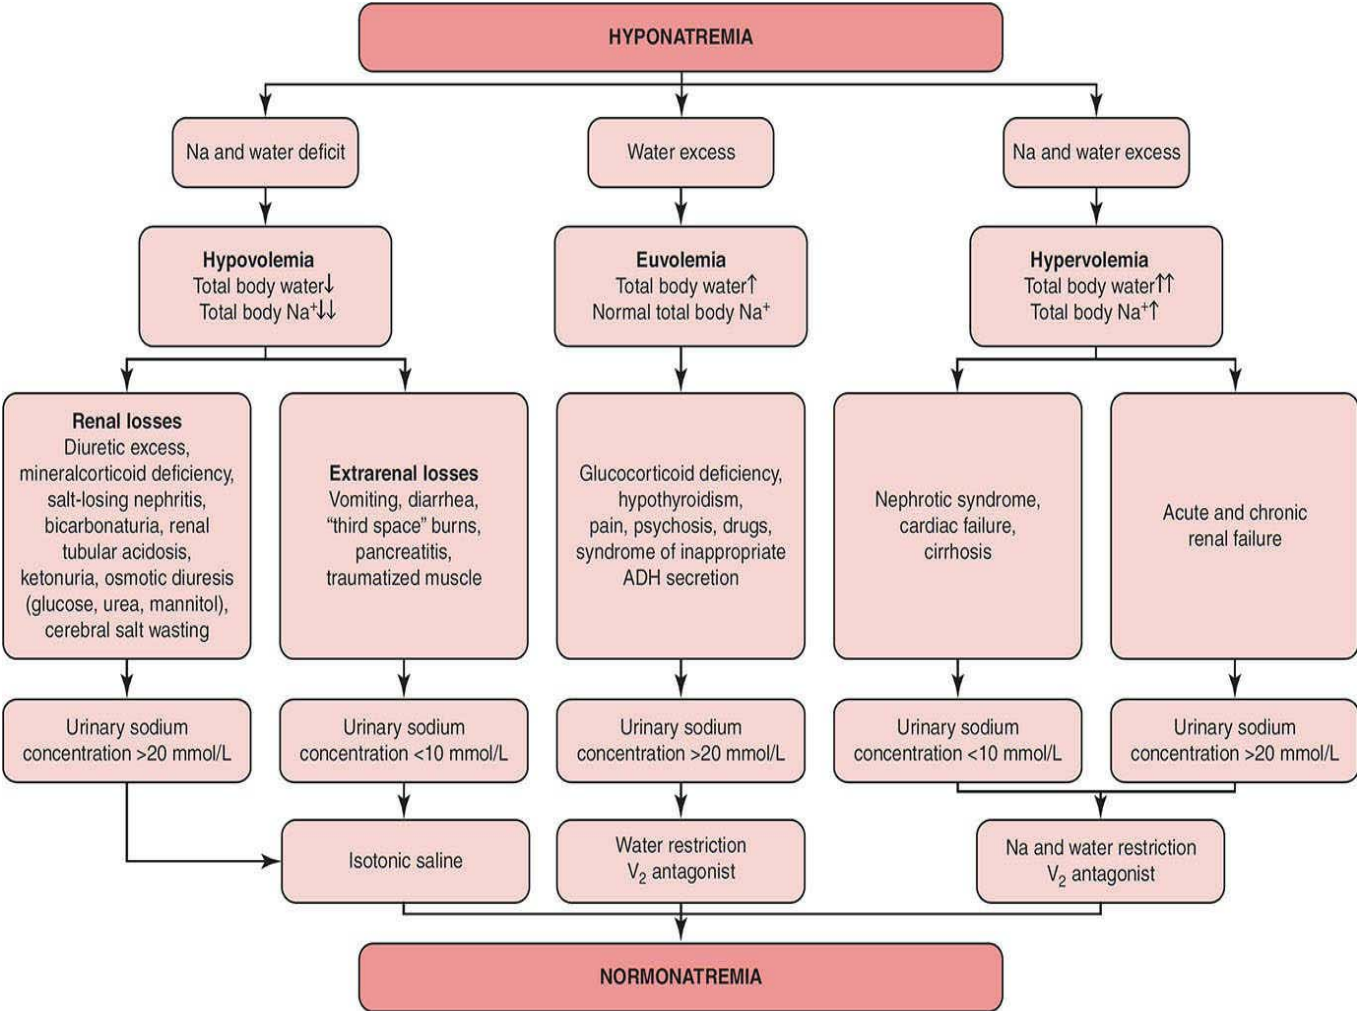 HYPONATREMIA
Na and water deficit
Water excess
Na and water excess
Hypovolemia
Total body water↓
Total body Na⁺↓↓
Euvolemia
Total body water↑
Normal total body Na⁺
Hypervolemia
Total body water↑↑
Total body Na⁺↑
Renal losses
Diuretic excess,
mineralcorticoid deficiency,
salt-losing nephritis,
bicarbonaturia, renal
tubular acidosis,
ketonuria, osmotic diuresis
(glucose, urea, mannitol),
cerebral salt wasting
Extrarenal losses
Vomiting, diarrhea,
“third space” burns,
pancreatitis,
traumatized muscle
Glucocorticoid deficiency,
hypothyroidism,
pain, psychosis, drugs,
syndrome of inappropriate
ADH secretion
Nephrotic syndrome,
cardiac failure,
cirrhosis
Acute and chronic
renal failure
Urinary sodium
concentration >20 mmol/L
Urinary sodium
concentration <10 mmol/L
Urinary sodium
concentration >20 mmol/L
Urinary sodium
concentration <10 mmol/L
Urinary sodium
concentration >20 mmol/L
Isotonic saline
Water restriction
V₂ antagonist
Na and water restriction
V₂ antagonist
NORMONATREMIA